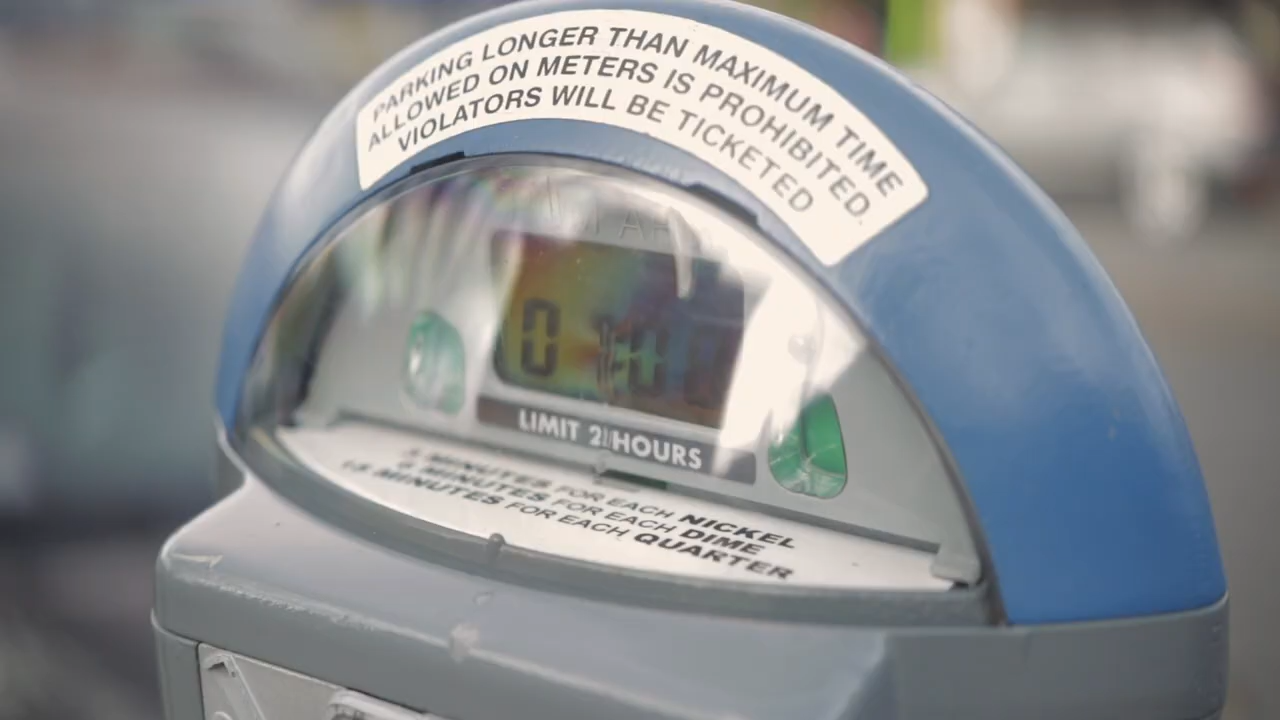 PARKING LONGER THAN MAXIMUM TIME
ALLOWED ON METERS IS PROHIBITED.
VIOLATORS WILL BE TICKETED
LIMIT 2 HOURS
MINUTES FOR EACH NICKEL
MINUTES FOR EACH DIME
15 MINUTES FOR EACH QUARTER